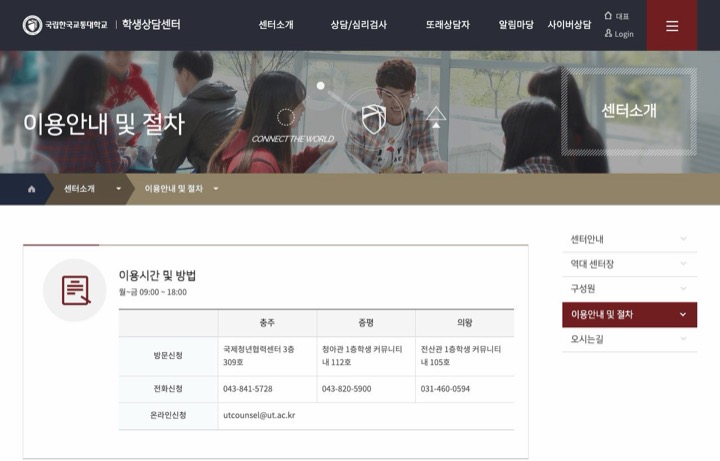 국립한국교통대학교 | 학생상담센터
센터소개
상담/심리검사
또래상담자
알림마당
사이버상담
대표
Login
이용안내 및 절차
CONNECT THE WORLD
센터소개
센터소개
이용안내 및 절차
이용시간 및 방법
월~금 09:00 ~ 18:00
충주 증평 의왕
방문신청
국제청년협력센터 3층
309호
청아관 1층학생 커뮤니티
내 112호
전산관 1층학생 커뮤니티
내 105호
전화신청 043-841-5728 043-820-5900 031-460-0594
온라인신청 utcounsel@ut.ac.kr
센터안내
역대 센터장
구성원
이용안내 및 절차
오시는길